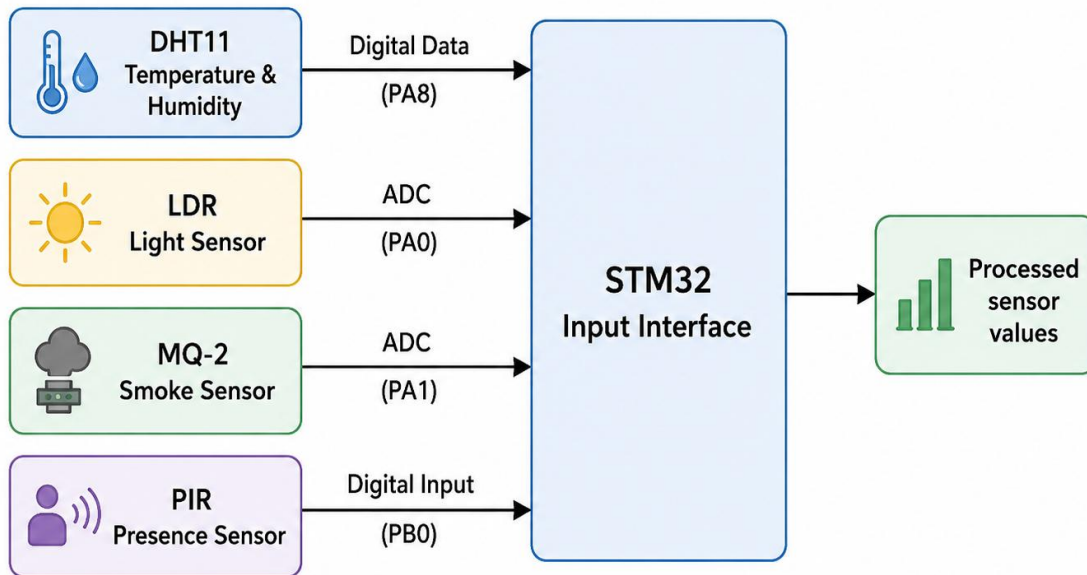 DHT11
Temperature &
Humidity
Digital Data
(PA8)
LDR
Light Sensor
ADC
(PA0)
MQ-2
Smoke Sensor
ADC
(PA1)
PIR
Presence Sensor
Digital Input
(PB0)
STM32
Input Interface
Processed
sensor
values